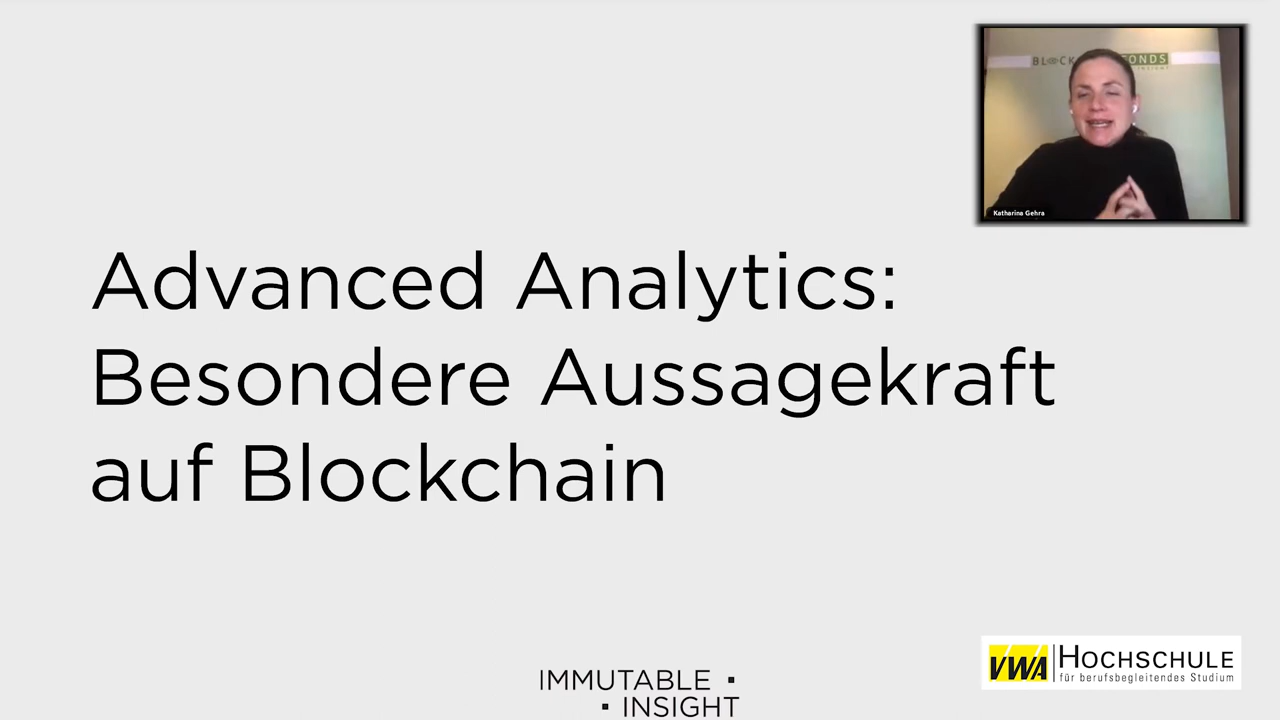 Advanced Analytics:
Besondere Aussagekraft
auf Blockchain
Katharina Gehra
IMMUTABLE
INSIGHT
VWA HOCHSCHULE
für berufsbegleitendes Studium